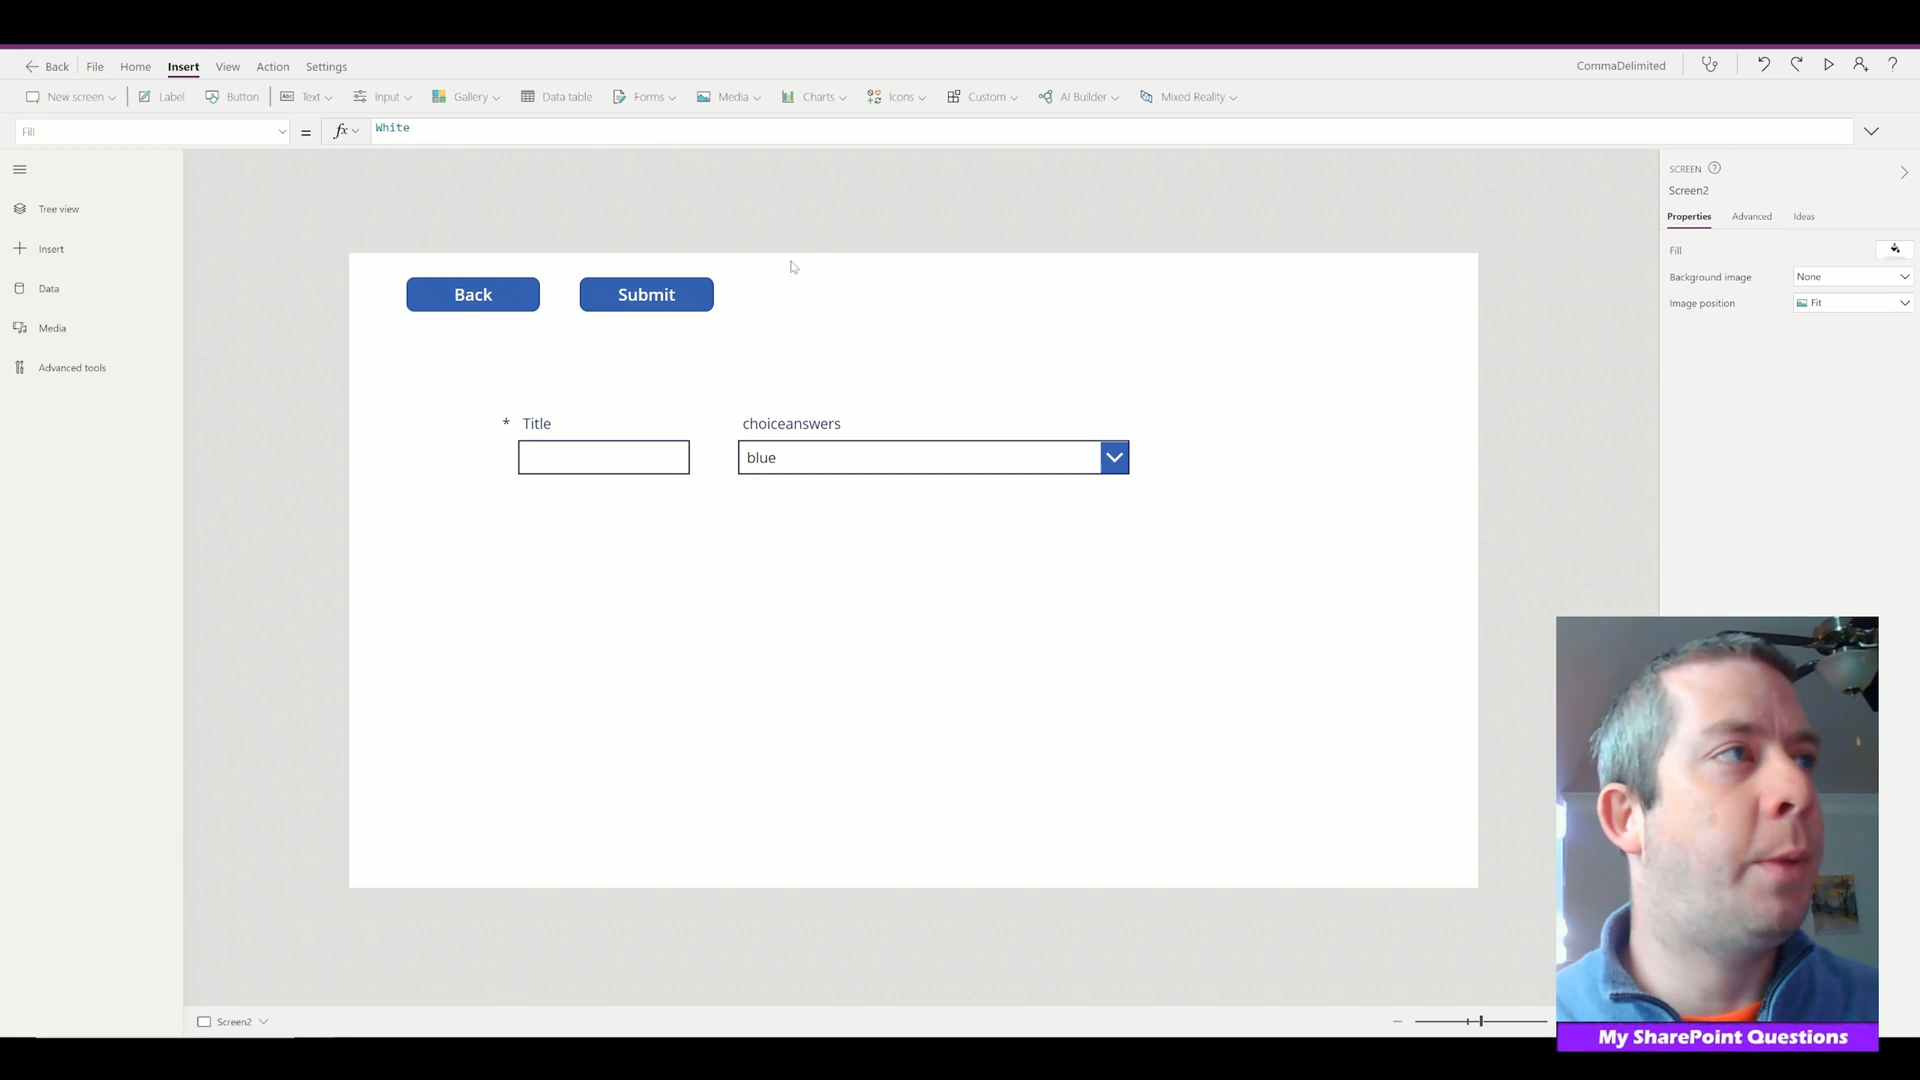 Back File Home Insert View Action Settings CommaDelimited ?
New screen Label Button Abc Text Input Gallery Data table Forms Media Charts Icons Custom AI Builder Mixed Reality
Fill = fx White
SCREEN ?
Screen2
Properties Advanced Ideas
Fill
Background image None
Image position Fit
Tree view
Insert
Data
Media
Advanced tools
Back Submit
* Title choiceanswers
blue
Screen2
My SharePoint Questions